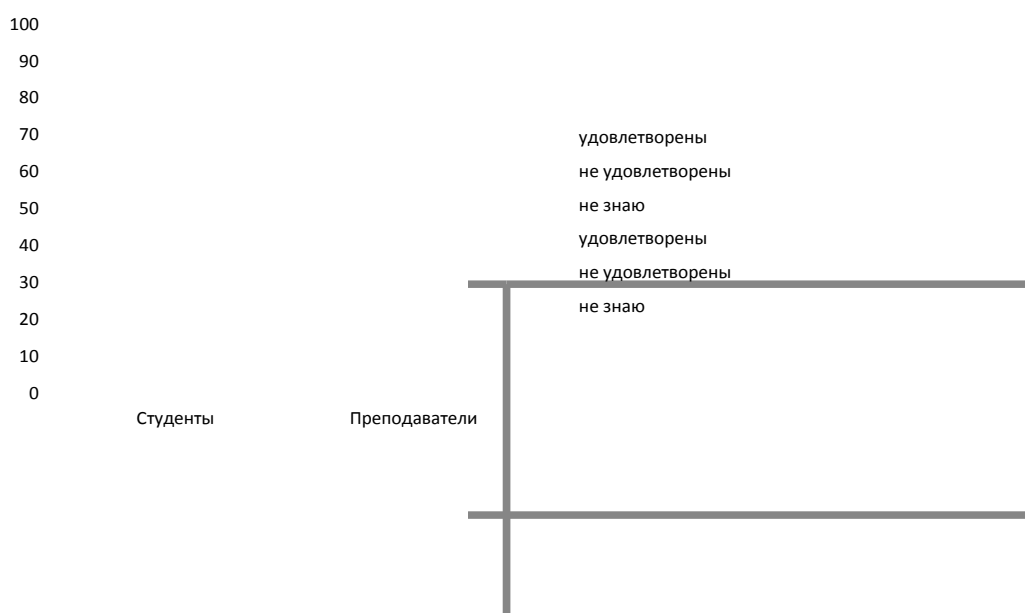 100
90
80
70
60
50
40
30
20
10
0
Студенты
Преподаватели
удовлетворены
не удовлетворены
не знаю
удовлетворены
не удовлетворены
не знаю